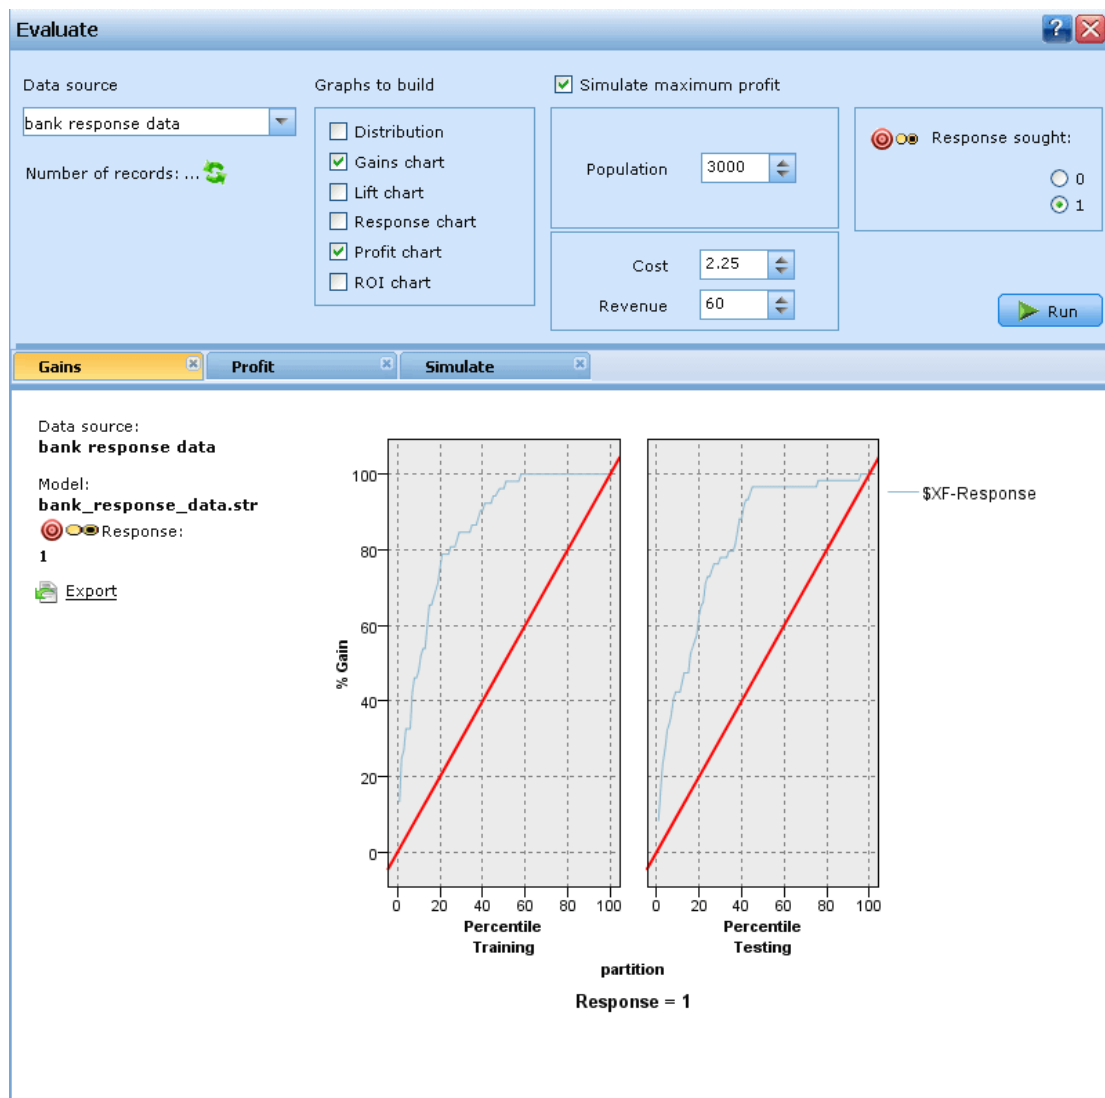 Evaluate
?
Data source
bank response data
Number of records: ...
Graphs to build
Distribution
Gains chart
Lift chart
Response chart
Profit chart
ROI chart
Simulate maximum profit
Population 3000
Cost 2.25
Revenue 60
Response sought:
0
1
Run
Gains Profit Simulate
Data source:
bank response data
Model:
bank_response_data.str
Response:
1
Export
% Gain
100
80
60
40
20
0
0 20 40 60 80 100
Percentile
Training
0 20 40 60 80 100
Percentile
Testing
partition
Response = 1
$XF-Response